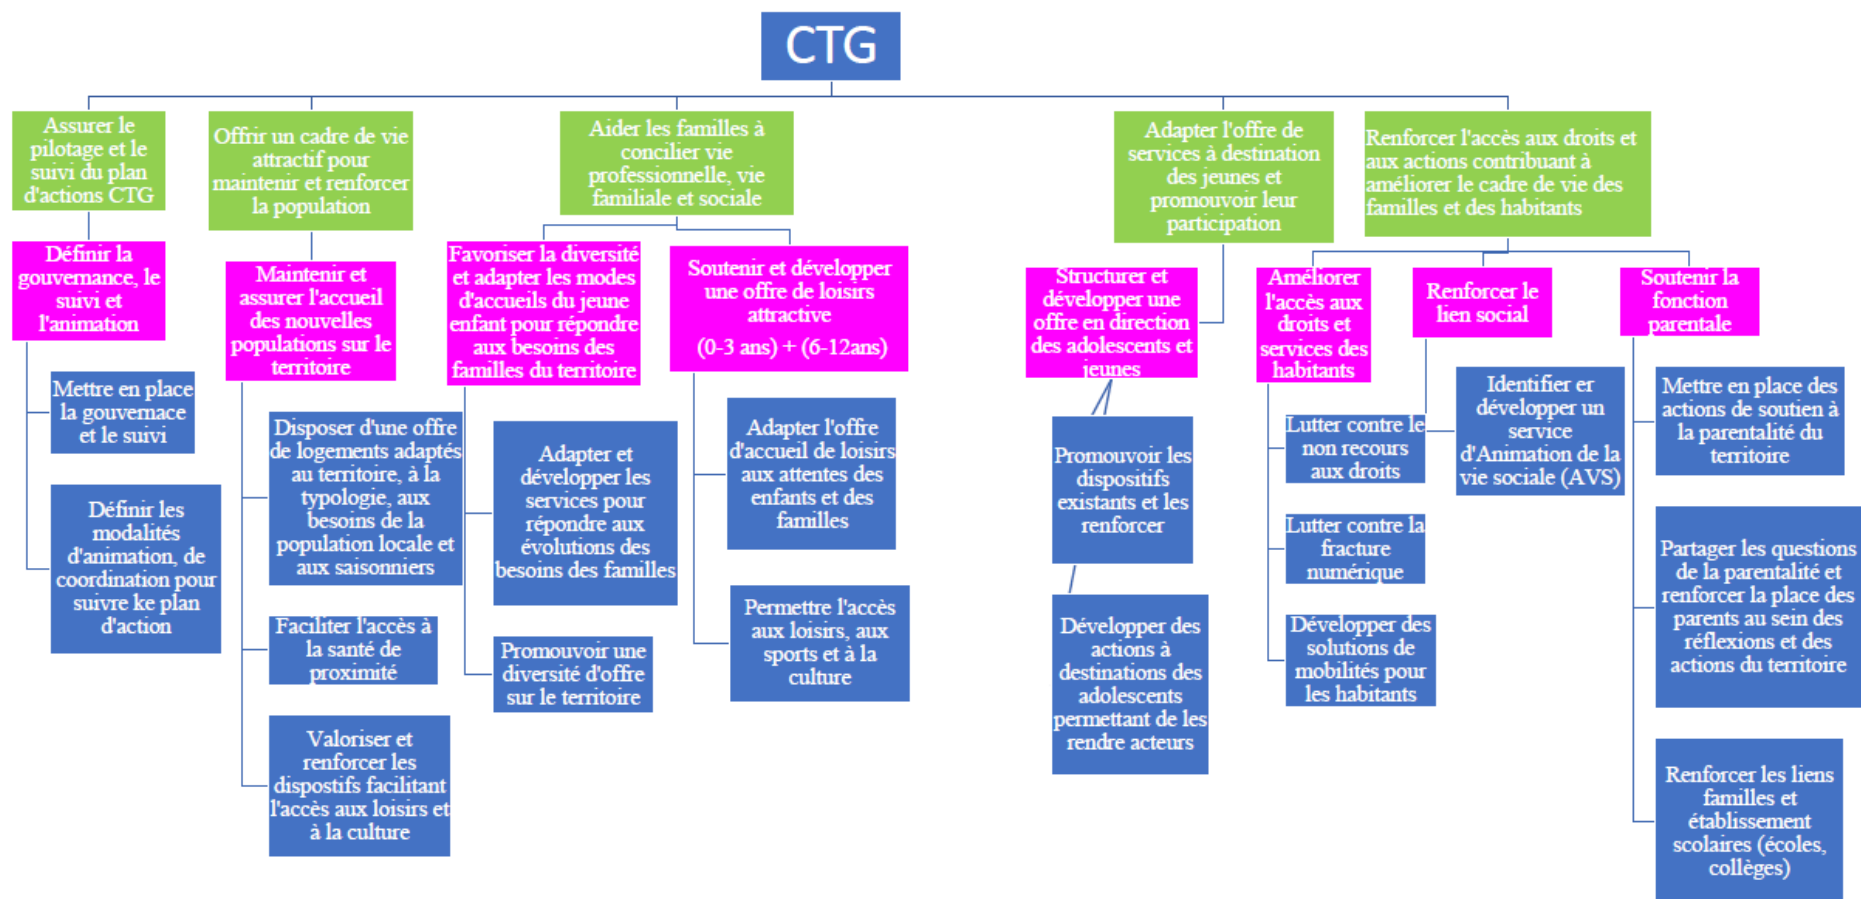 CTG
Assurer le
pilotage et le
suivi du plan
d'actions CTG
Offrir un cadre de vie
attractif pour
maintenir et renforcer
la population
Aider les familles à
concilier vie
professionnelle, vie
familiale et sociale
Adapter l'offre de
services à destination
des jeunes et
promouvoir leur
participation
Renforcer l'accès aux droits et
aux actions contribuant à
améliorer le cadre de vie des
familles et des habitants
Définir la
gouvernance, le
suivi et
l'animation
Maintenir et
assurer l'accueil
des nouvelles
populations sur le
territoire
Favoriser la diversité
et adapter les modes
d'accueils du jeune
enfant pour répondre
aux besoins des
familles du territoire
Soutenir et développer
une offre de loisirs
attractive
(0-3 ans) + (6-12ans)
Structurer et
développer une
offre en direction
des adolescents et
jeunes
Améliorer
l'accès aux
droits et
services des
habitants
Renforcer le
lien social
Soutenir la
fonction
parentale
Mettre en place
la gouvernace
et le suivi
Définir les
modalités
d'animation, de
coordination pour
suivre ke plan
d'action
Disposer d'une offre
de logements adaptés
au territoire, à la
typologie, aux
besoins de la
population locale et
aux saisonniers
Faciliter l'accès à
la santé de
proximité
Valoriser et
renforcer les
dispostifs facilitant
l'accès aux loisirs et
à la culture
Adapter et
développer les
services pour
répondre aux
évolutions des
besoins des familles
Promouvoir une
diversité d'offre
sur le territoire
Adapter l'offre
d'accueil de loisirs
aux attentes des
enfants et des
familles
Permettre l'accès
aux loisirs, aux
sports et à la
culture
Promouvoir les
dispositifs
existants et les
renforcer
Développer des
actions à
destinations des
adolescents
permettant de les
rendre acteurs
Lutter contre le
non recours
aux droits
Lutter contre la
fracture
numérique
Développer des
solutions de
mobilités pour
les habitants
Identifier er
développer un
service
d'Animation de la
vie sociale (AVS)
Mettre en place des
actions de soutien à
la parentalité du
territoire
Partager les questions
de la parentalité et
renforcer la place des
parents au sein des
réflexions et des
actions du territoire
Renforcer les liens
familles et
établissement
scolaires (écoles,
collèges)